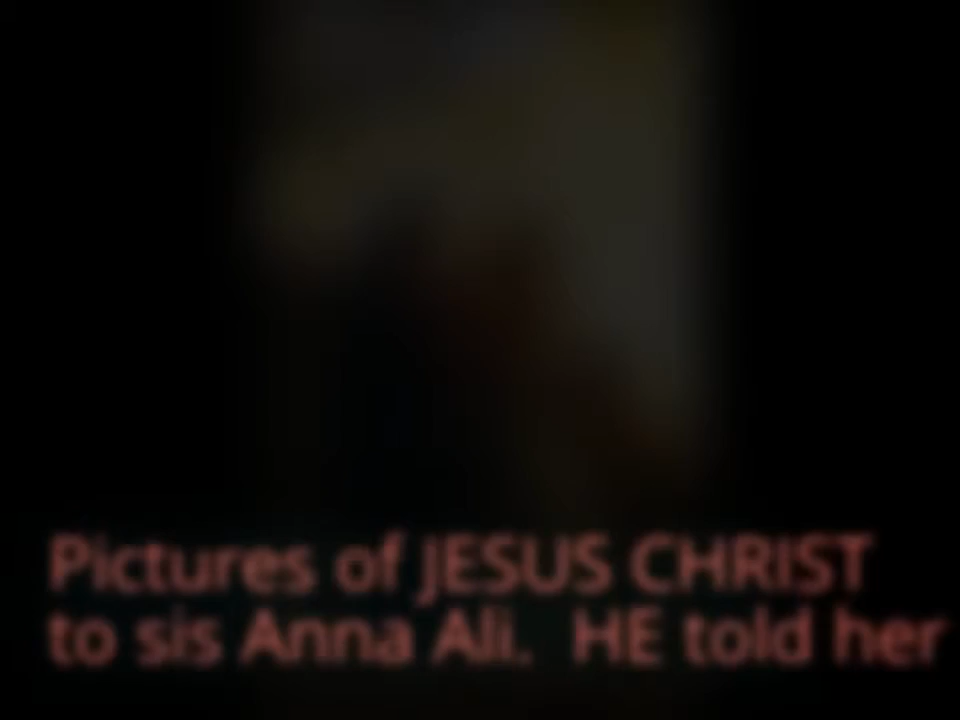 Pictures of JESUS CHRIST
to sis Anna Ali.  HE told her